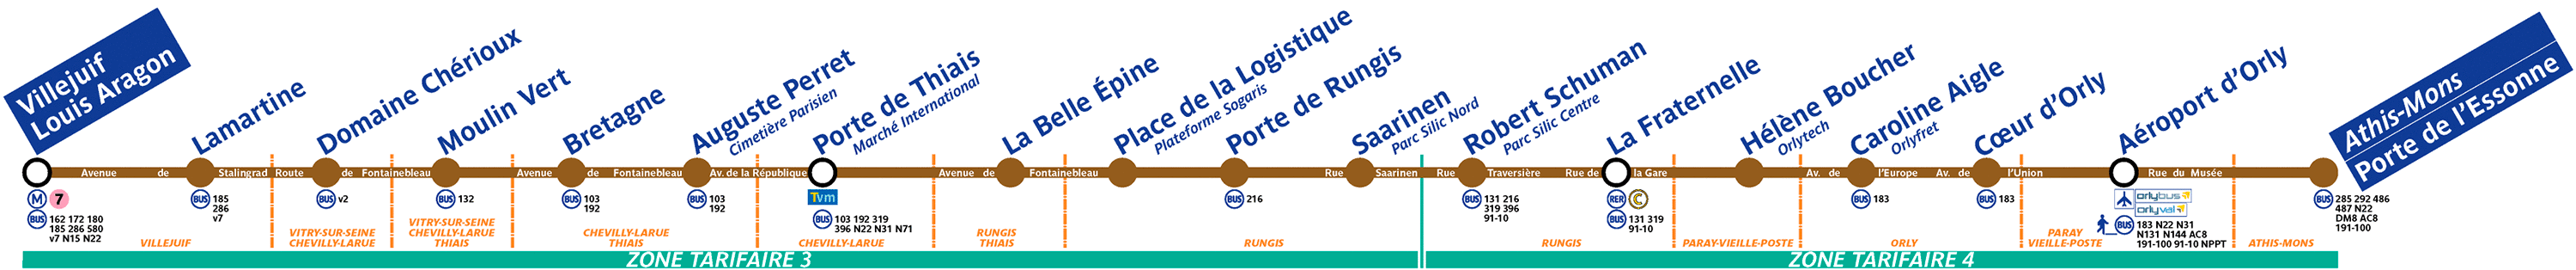 Villejuif
Louis Aragon
Lamartine
Domaine Chérioux
Moulin Vert
Bretagne
Auguste Perret
Cimetière Parisien
Porte de Thiais
Marché International
La Belle Épine
Place de la Logistique
Plateforme Sogaris
Porte de Rungis
Saarinen
Parc Silic Nord
Robert Schuman
Parc Silic Centre
La Fraternelle
Hélène Boucher
Orlytech
Caroline Aigle
Orlyfret
Cœur d’Orly
Aéroport d’Orly
Athis-Mons
Porte de l’Essonne
Avenue de Stalingrad Route de Fontainebleau Avenue de Fontainebleau Av. de la République Avenue de Fontainebleau Rue Saarinen Rue Traversière Rue de la Gare Av. de l’Europe Av. de l’Union Rue du Musée
M 7
BUS 162 172 180
185 286 580
v7 N15 N22
BUS 185
286
v7
BUS v2
BUS 132
BUS 103
192
BUS 103
192
Tvm
BUS 103 192 319
396 N22 N31 N71
BUS 216
BUS 131 216
319 396
91-10
RER C
BUS 131 319
91-10
BUS 183
BUS 183
orlybus
orlyval
BUS 183 N22 N31
N131 N144 AC8
191-100 91-10 NPPT
BUS 285 292 486
487 N22
DM8 AC8
191-100
VILLEJUIF
VITRY-SUR-SEINE
CHEVILLY-LARUE
VITRY-SUR-SEINE
CHEVILLY-LARUE
THIAIS
CHEVILLY-LARUE
THIAIS
CHEVILLY-LARUE
RUNGIS
THIAIS
RUNGIS
RUNGIS
PARAY-VIEILLE-POSTE
ORLY
PARAY
VIEILLE-POSTE
ATHIS-MONS
ZONE TARIFAIRE 3
ZONE TARIFAIRE 4